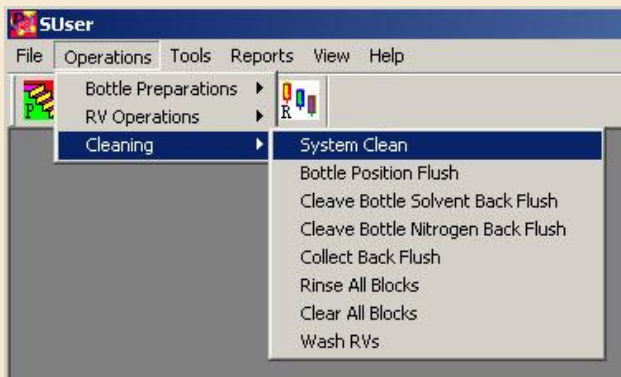 SUser
File Operations Tools Reports View Help
Bottle Preparations
RV Operations
Cleaning
R
System Clean
Bottle Position Flush
Cleave Bottle Solvent Back Flush
Cleave Bottle Nitrogen Back Flush
Collect Back Flush
Rinse All Blocks
Clear All Blocks
Wash RVs